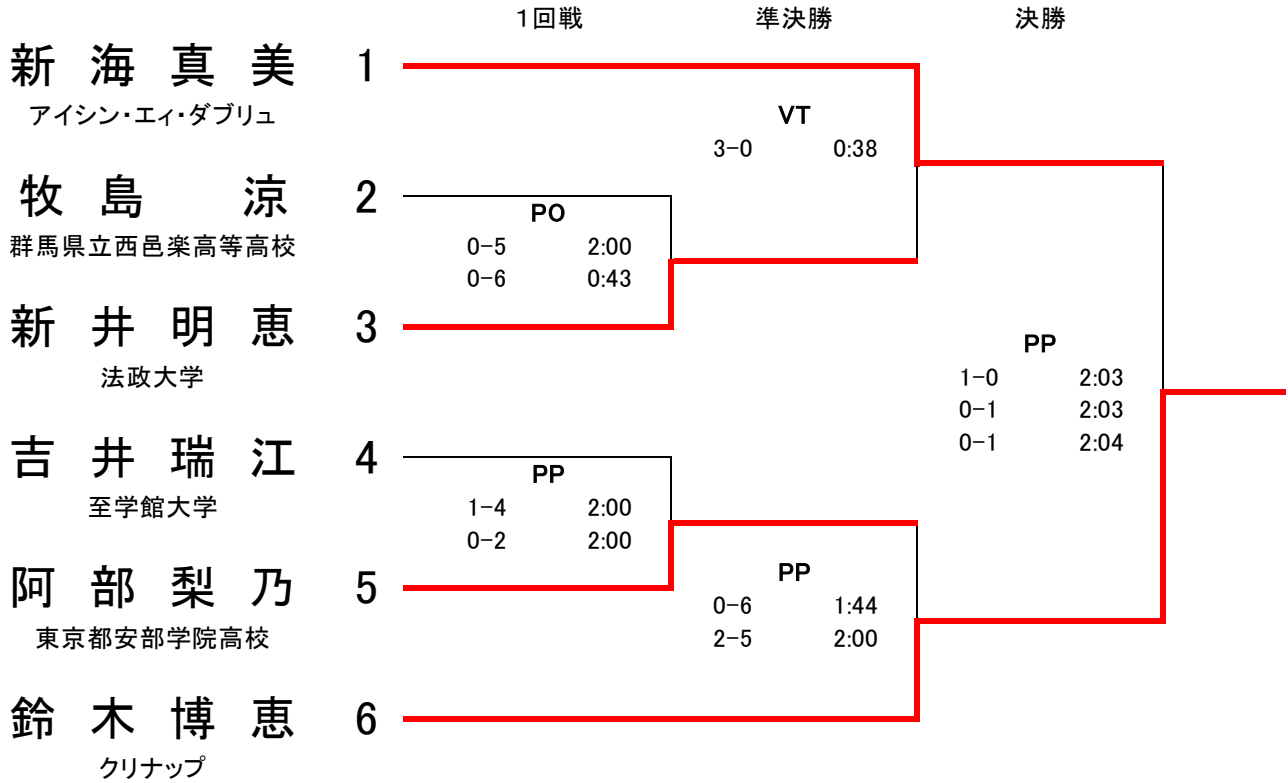 1回戦 準決勝 決勝
新海真美 1
アイシン・エィ・ダブリュ
VT
3-0 0:38
牧島 涼 2
群馬県立西邑楽高等高校
PO
0-5 2:00
0-6 0:43
新井明恵 3
法政大学
PP
1-0 2:03
0-1 2:03
0-1 2:04
吉井瑞江 4
至学館大学
PP
1-4 2:00
0-2 2:00
阿部梨乃 5
東京都安部学院高校
PP
0-6 1:44
2-5 2:00
鈴木博恵 6
クリナップ